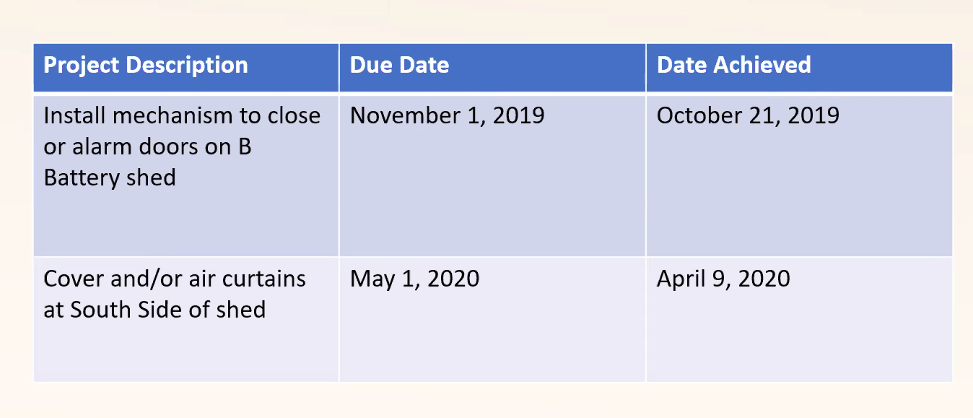 Project Description Due Date Date Achieved
Install mechanism to close November 1, 2019 October 21, 2019
or alarm doors on B
Battery shed
Cover and/or air curtains May 1, 2020 April 9, 2020
at South Side of shed